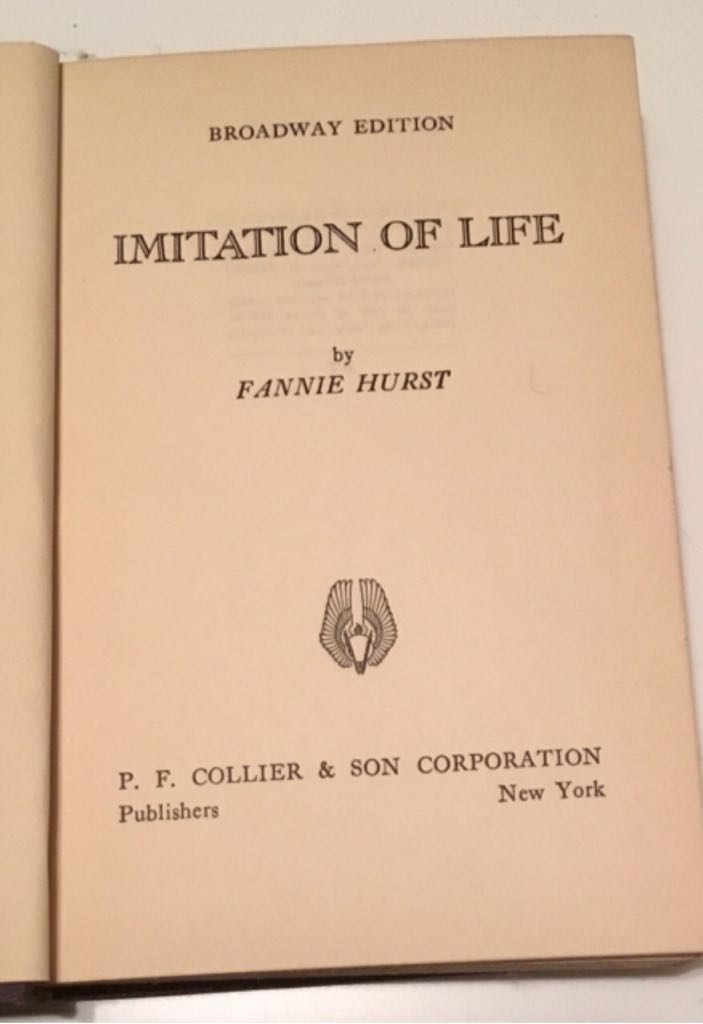 BROADWAY EDITION
IMITATION OF LIFE
by
FANNIE HURST
P. F. COLLIER & SON CORPORATION
Publishers New York